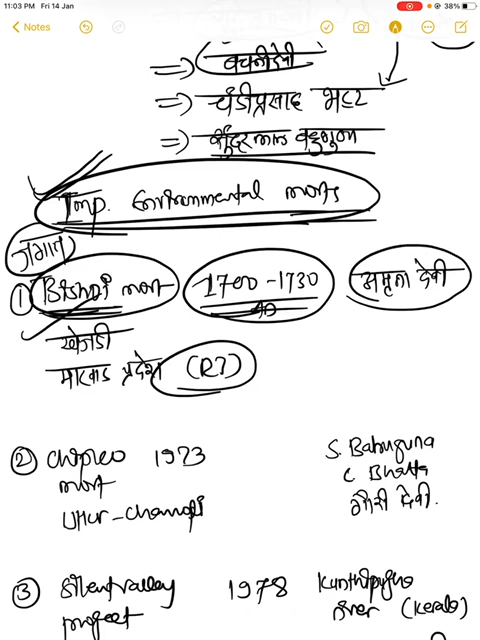 11:03 PM Fri 14 Jan
38%
Notes
=) बचनी देवी
=) चंडीप्रसाद भट्ट
=) सुंदरलाल बहुगुणा
Imp. Environmental movts
① Bishnoi movt 1700-1730 अमृता देवी
खेजडी
मारवाड प्रदेश (RJ)
② Chipko 1973 S. Bahuguna
movt C Bhatt
Uttar-Chamoli गौरी देवी.
③ Silent valley 1978 Kunthipujha
project River (Kerala)